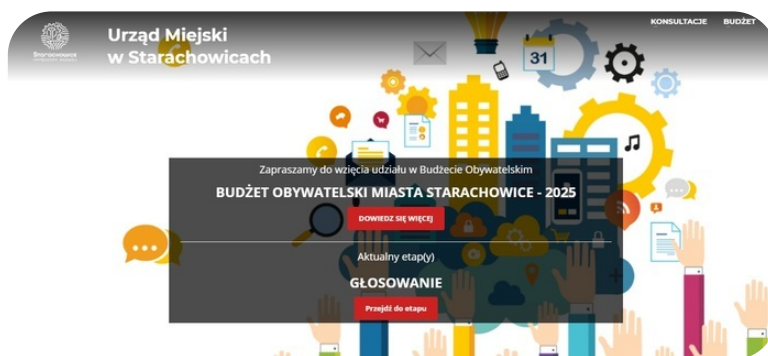 KONSULTACJE BUDŻET
Urząd Miejski
w Starachowicach
Starachowice
31
Zapraszamy do wzięcia udziału w Budżecie Obywatelskim
BUDŻET OBYWATELSKI MIASTA STARACHOWICE - 2025
DOWIEDZ SIĘ WIĘCEJ
Aktualny etap(y)
GŁOSOWANIE
Przejdź do etapu